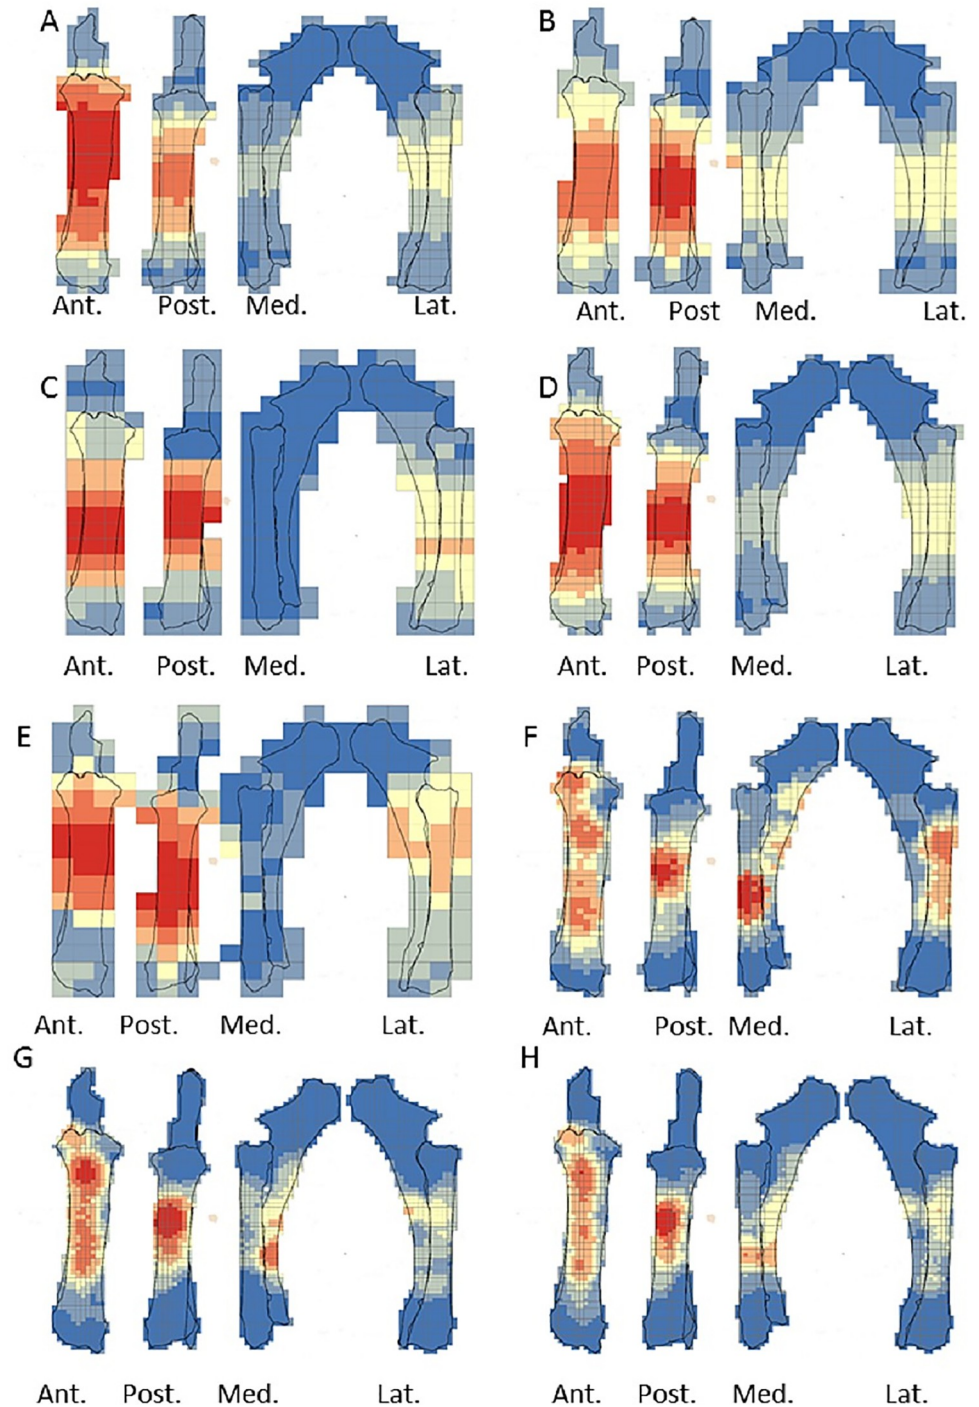 A B
Ant. Post. Med. Lat. Ant. Post Med. Lat.
C D
Ant. Post. Med. Lat. Ant. Post. Med. Lat.
E F
Ant. Post. Med. Lat. Ant. Post. Med. Lat.
G H
Ant. Post. Med. Lat. Ant. Post. Med. Lat.